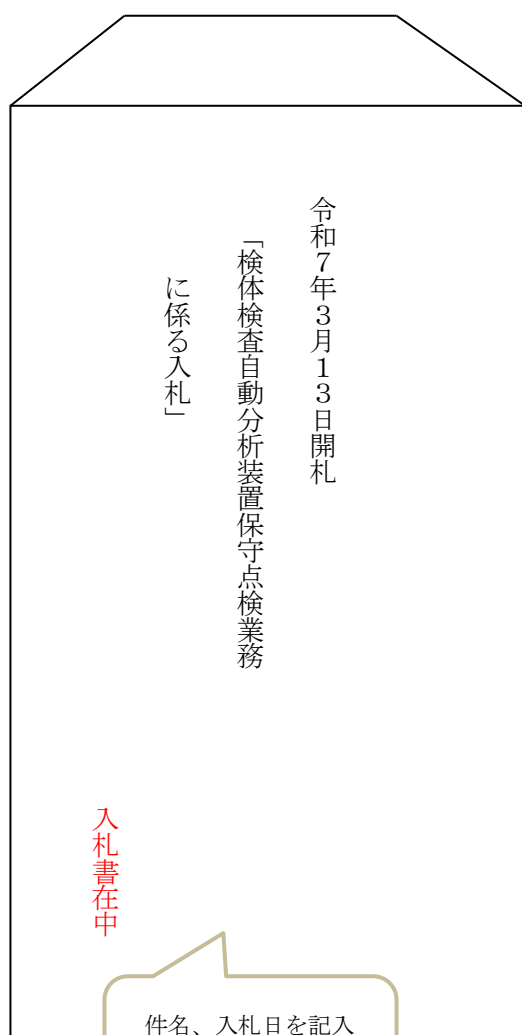 令和７年３月１３日開札
「検体検査自動分析装置保守点検業務
に係る入札」
入札書在中
件名、入札日を記入